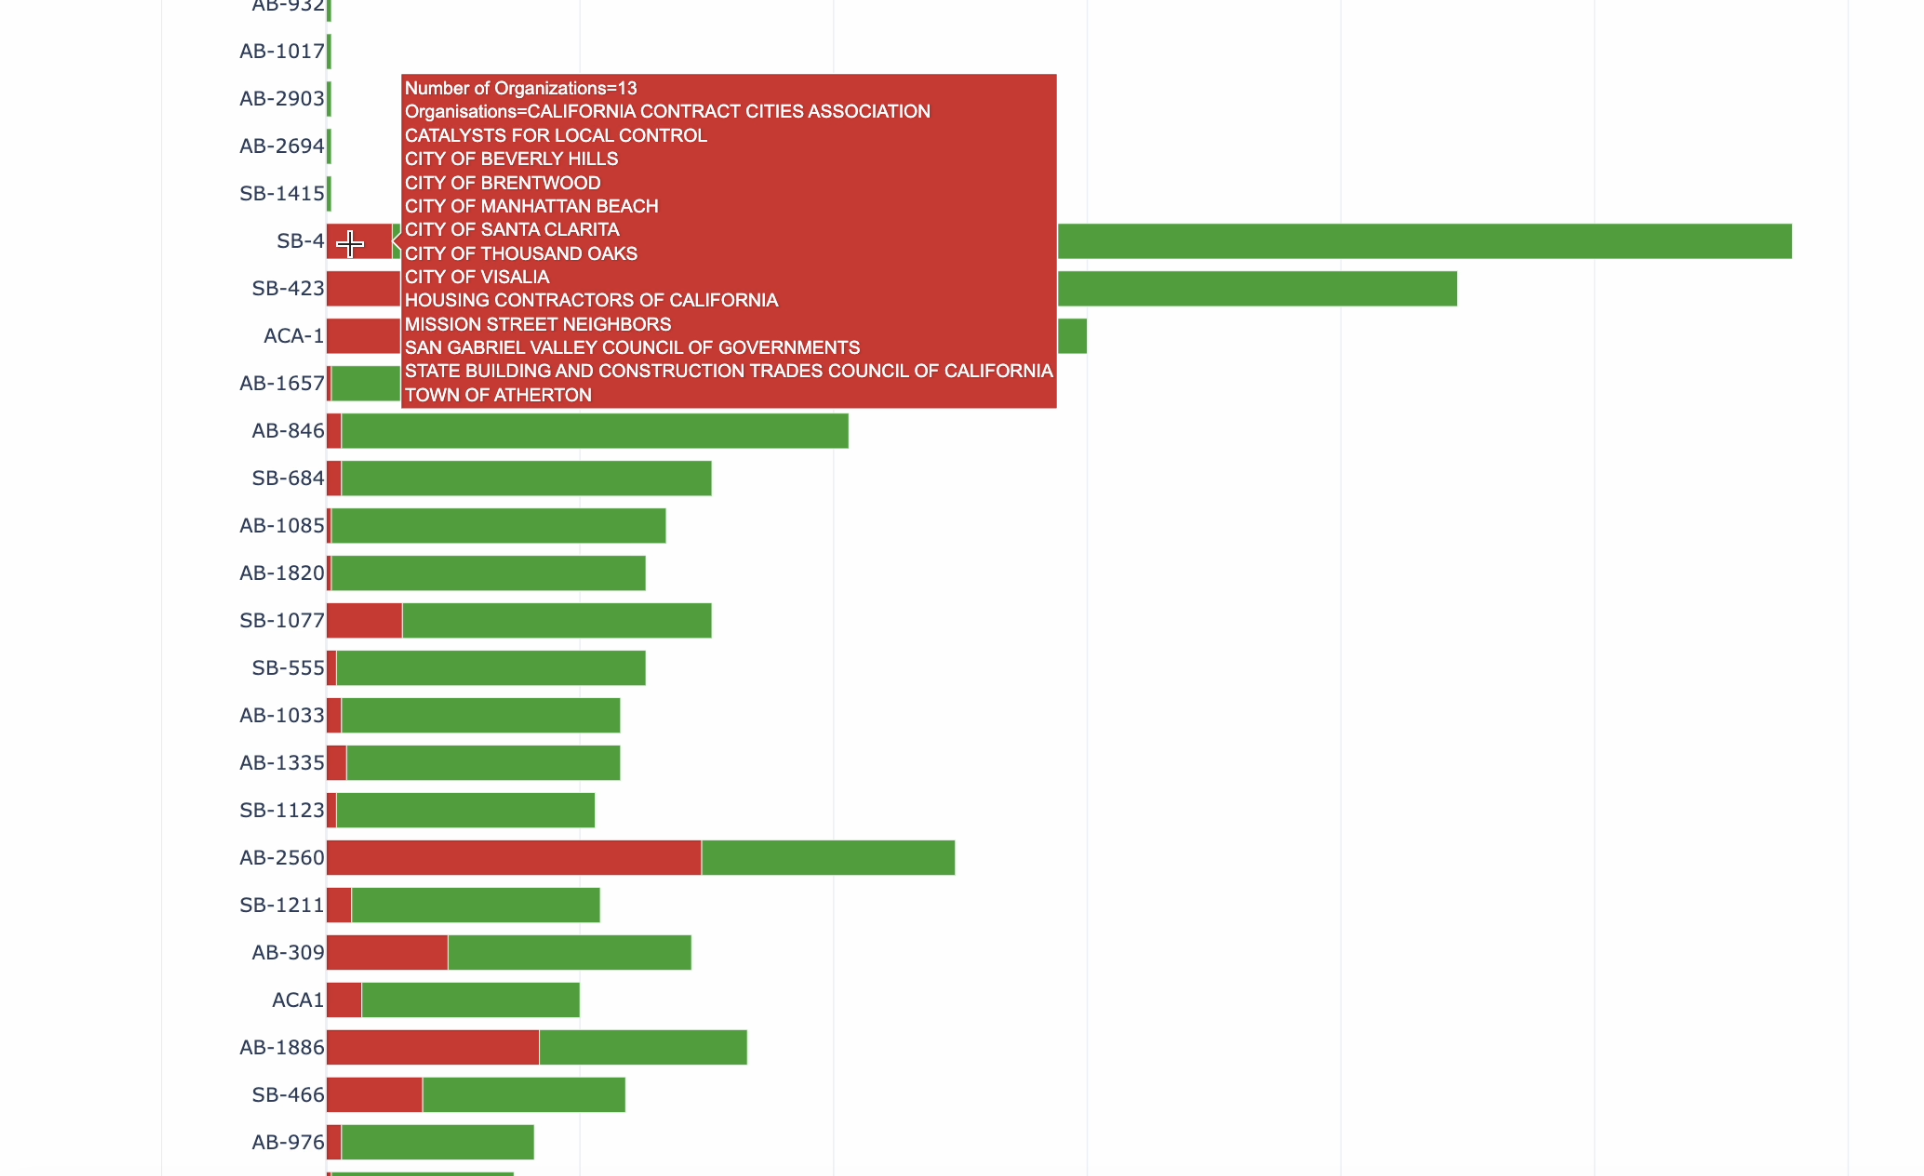 AB-932
AB-1017
AB-2903
AB-2694
SB-1415
SB-4
SB-423
ACA-1
AB-1657
AB-846
SB-684
AB-1085
AB-1820
SB-1077
SB-555
AB-1033
AB-1335
SB-1123
AB-2560
SB-1211
AB-309
ACA1
AB-1886
SB-466
AB-976
Number of Organizations=13
Organisations=CALIFORNIA CONTRACT CITIES ASSOCIATION
CATALYSTS FOR LOCAL CONTROL
CITY OF BEVERLY HILLS
CITY OF BRENTWOOD
CITY OF MANHATTAN BEACH
CITY OF SANTA CLARITA
CITY OF THOUSAND OAKS
CITY OF VISALIA
HOUSING CONTRACTORS OF CALIFORNIA
MISSION STREET NEIGHBORS
SAN GABRIEL VALLEY COUNCIL OF GOVERNMENTS
STATE BUILDING AND CONSTRUCTION TRADES COUNCIL OF CALIFORNIA
TOWN OF ATHERTON